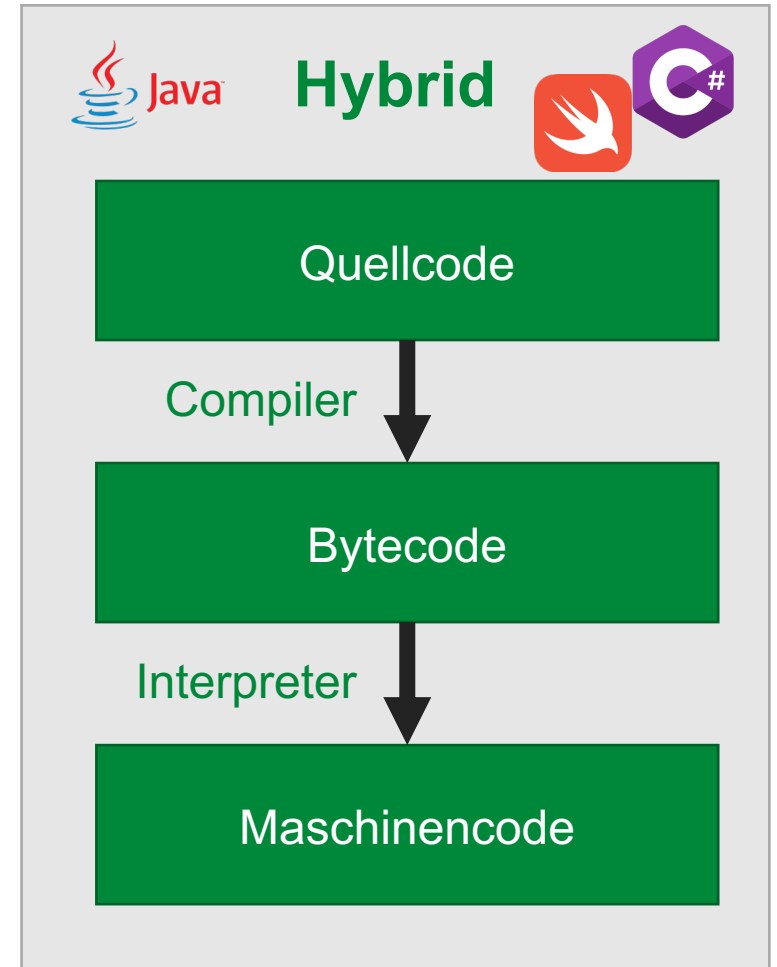 Java Hybrid C#
Quellcode
Compiler
Bytecode
Interpreter
Maschinencode